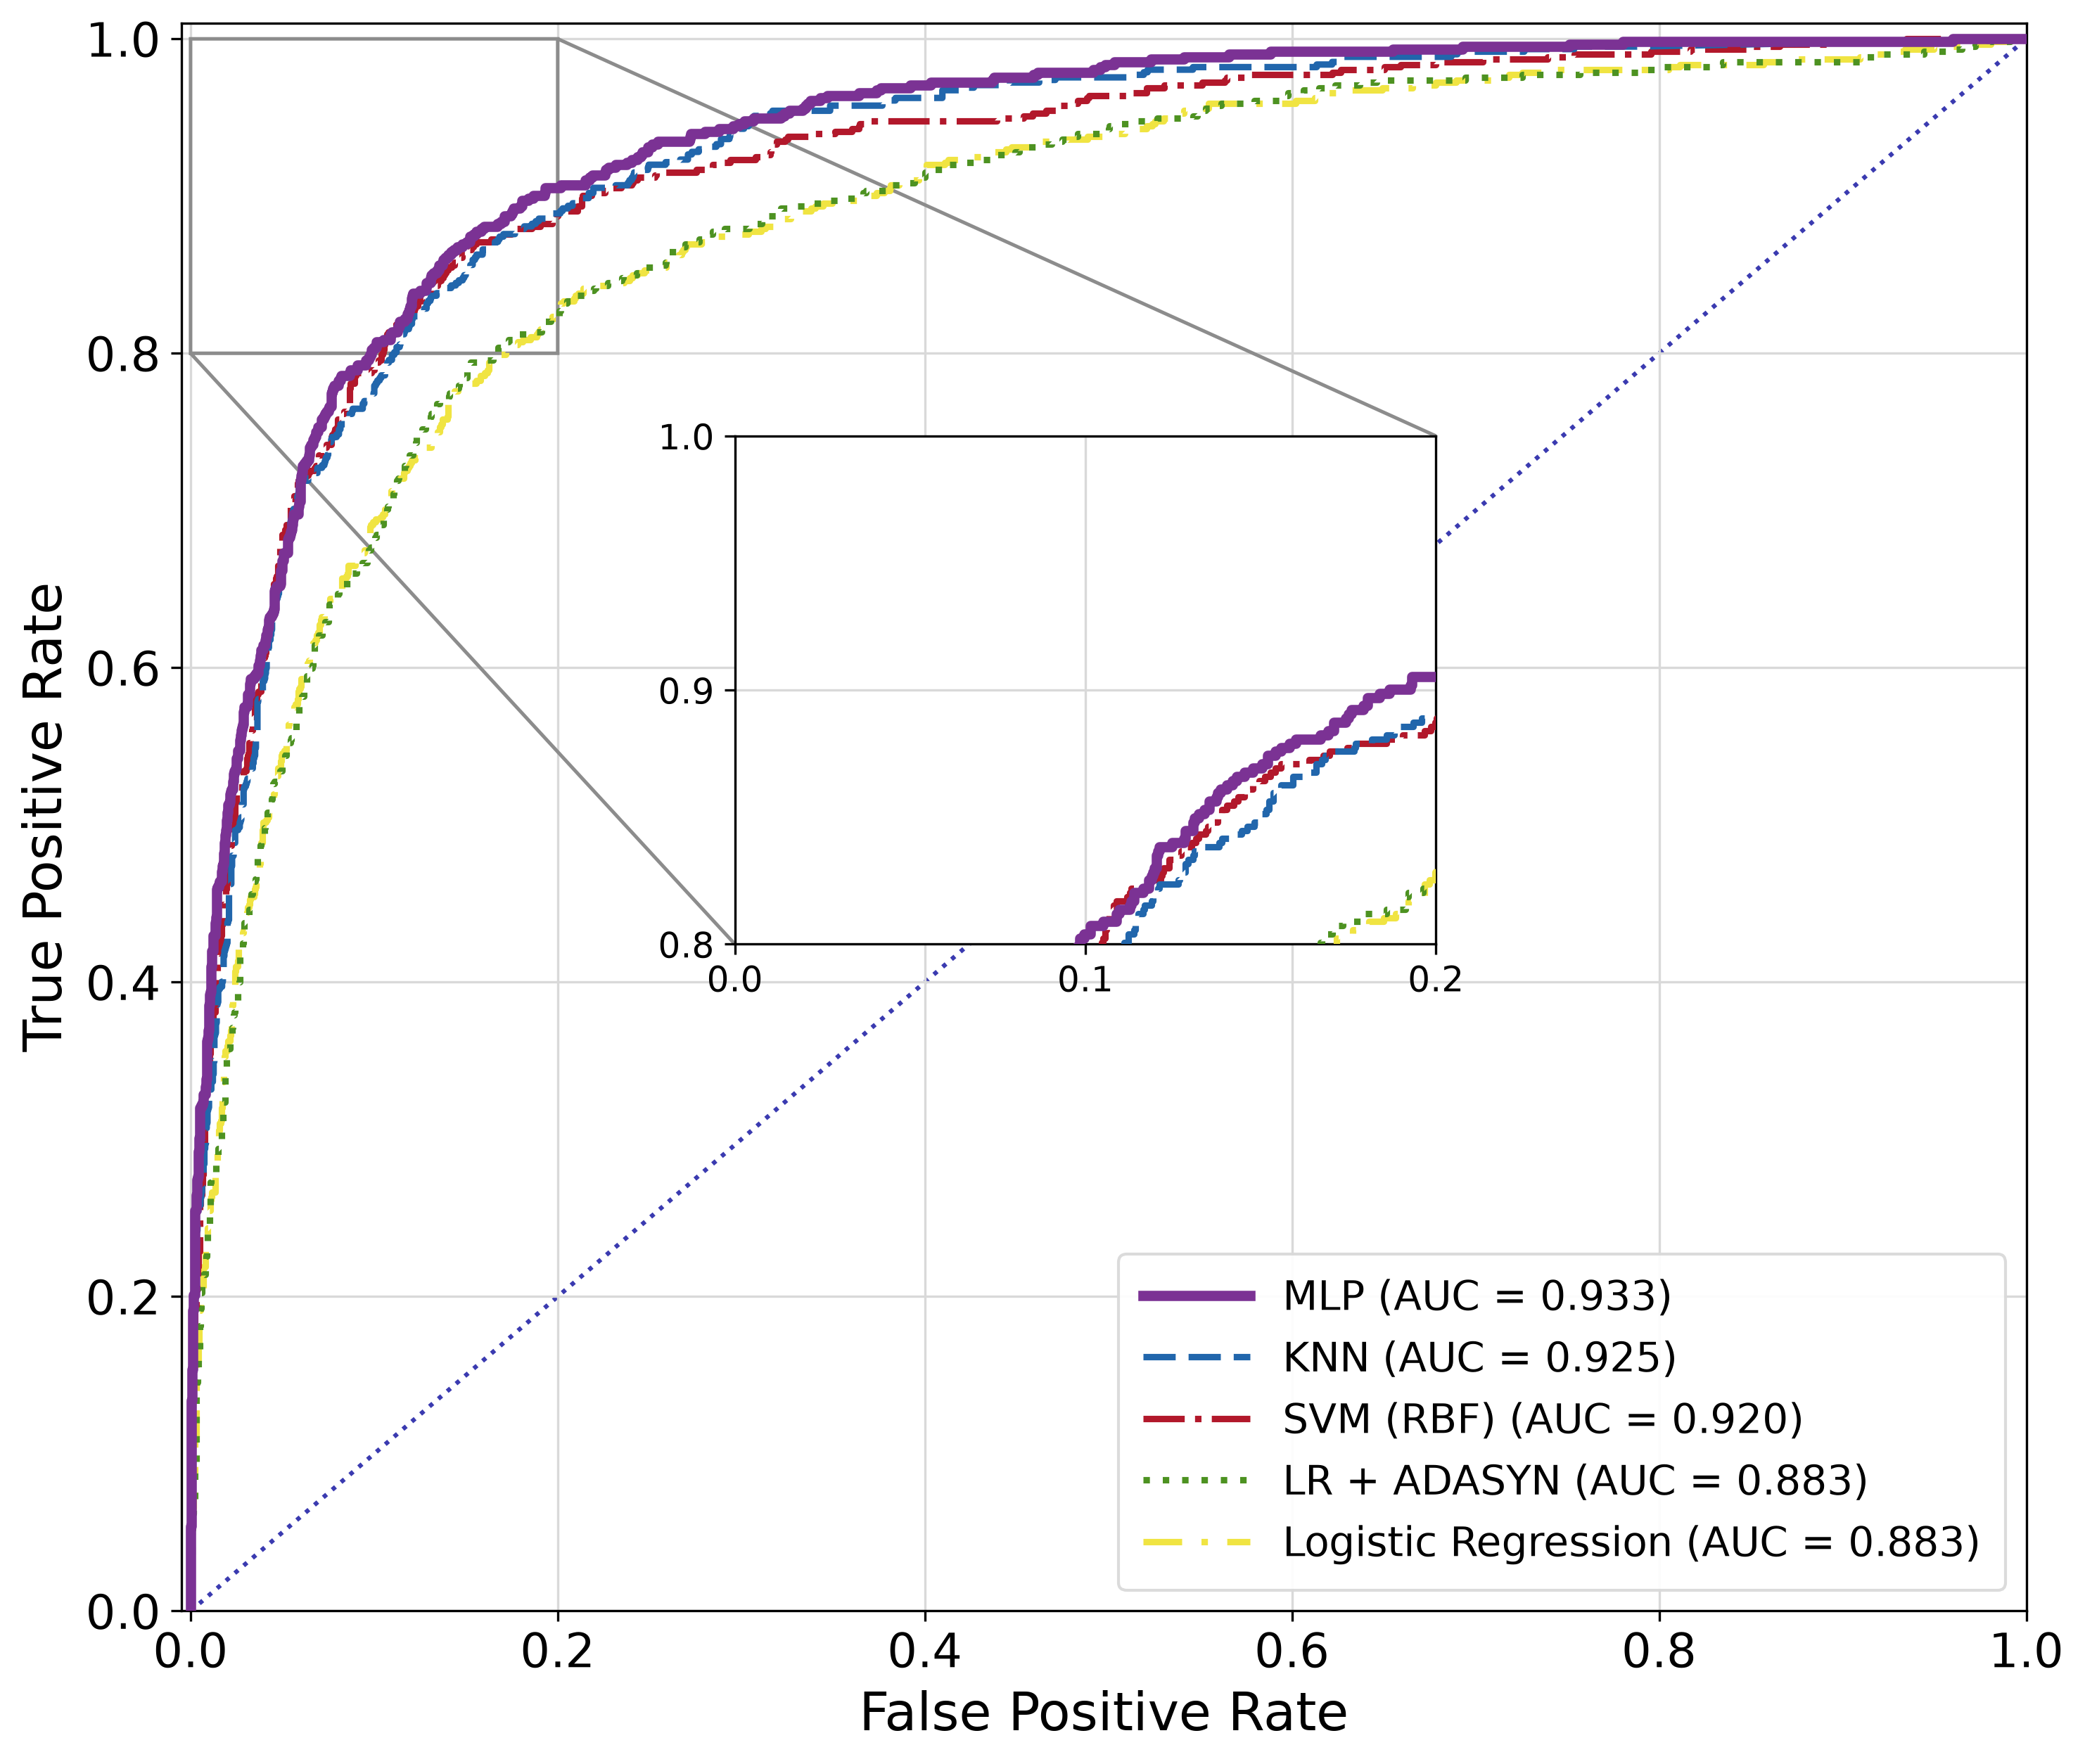 1.0
0.8
0.6
0.4
0.2
0.0
True Positive Rate
1.0
0.9
0.8
0.0 0.1 0.2
MLP (AUC = 0.933)
KNN (AUC = 0.925)
SVM (RBF) (AUC = 0.920)
LR + ADASYN (AUC = 0.883)
Logistic Regression (AUC = 0.883)
0.0 0.2 0.4 0.6 0.8 1.0
False Positive Rate